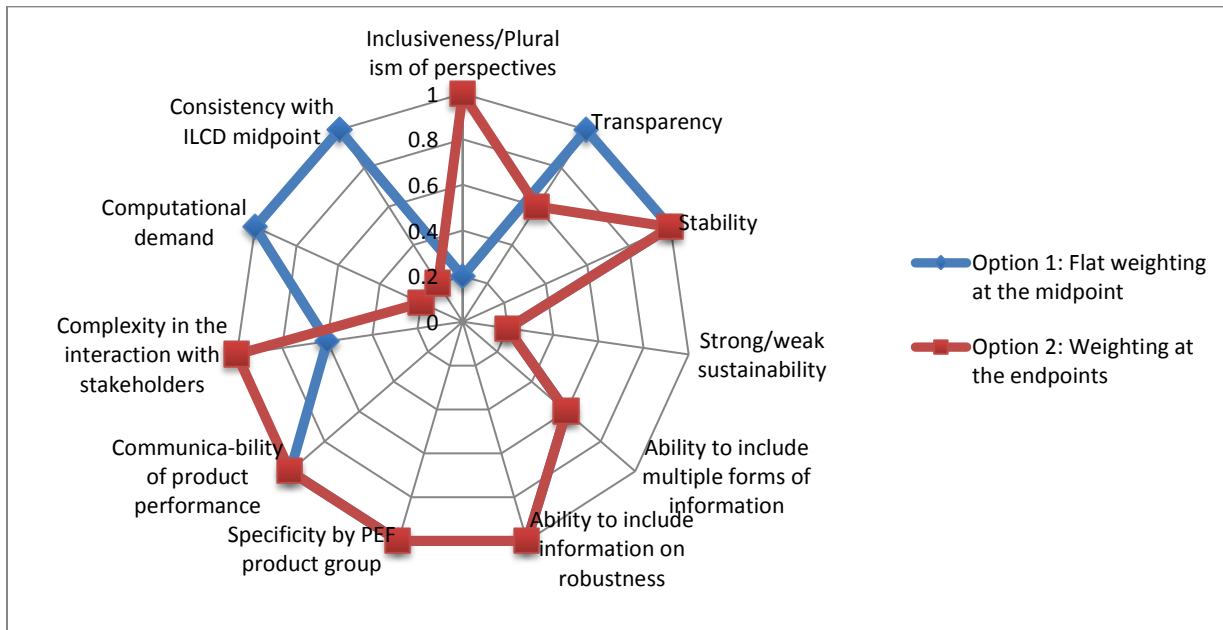 Inclusiveness/Plural
ism of perspectives
Transparency
Stability
Strong/weak
sustainability
Ability to include
multiple forms of
information
Ability to include
information on
robustness
Specificity by PEF
product group
Communica-bility
of product
performance
Complexity in the
interaction with
stakeholders
Computational
demand
Consistency with
ILCD midpoint
1
0.8
0.6
0.4
0.2
0
Option 1: Flat weighting
at the midpoint
Option 2: Weighting at
the endpoints